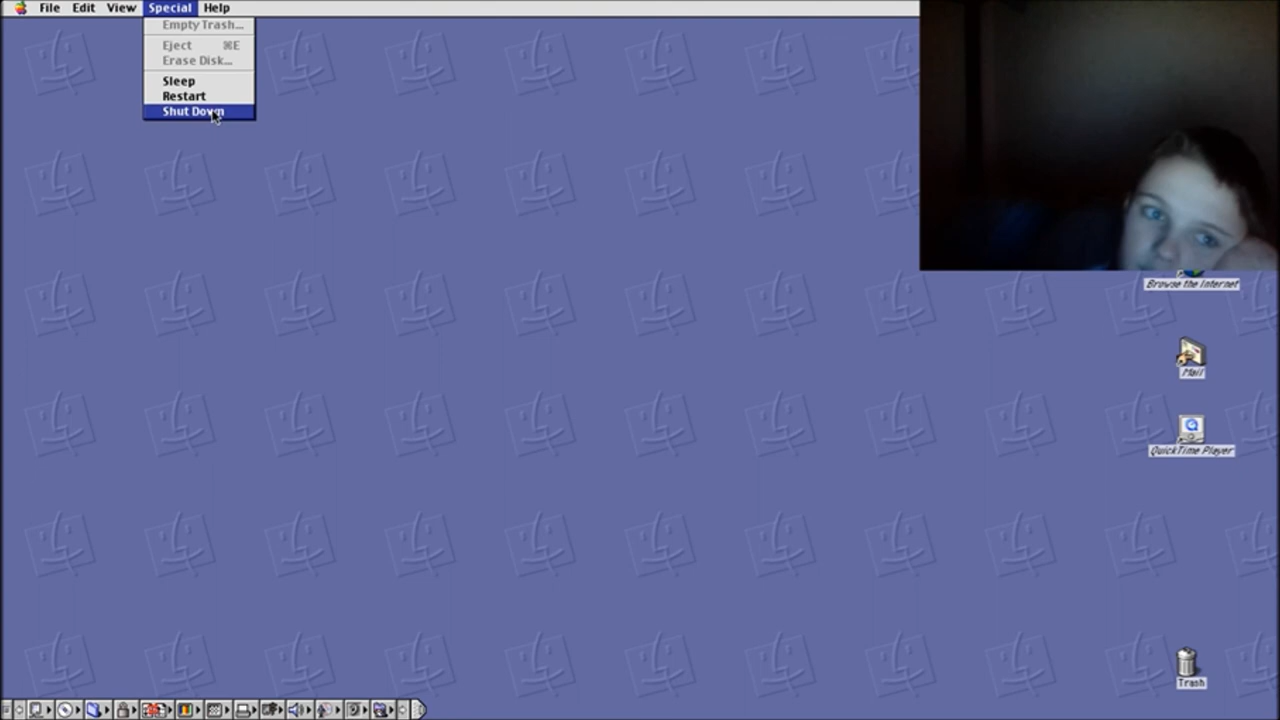 File Edit View Special Help
Empty Trash...
Eject ⌘E
Erase Disk...
Sleep
Restart
Shut Down
Browse the Internet
Mail
QuickTime Player
Trash